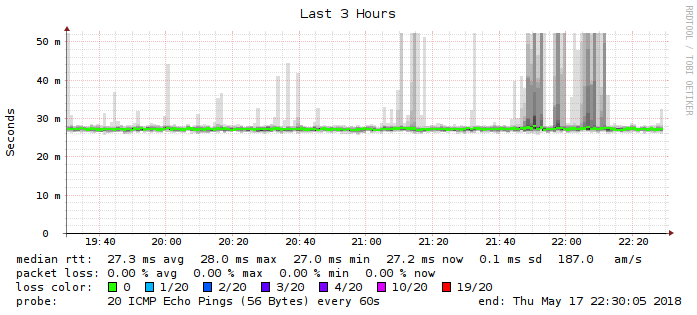 Last 3 Hours
RRDTOOL / TOBI OETIKER
Seconds
50 m
40 m
30 m
20 m
10 m
0
19:40 20:00 20:20 20:40 21:00 21:20 21:40 22:00 22:20
median rtt: 27.3 ms avg 28.0 ms max 27.0 ms min 27.2 ms now 0.1 ms sd 187.0 am/s
packet loss: 0.00 % avg 0.00 % max 0.00 % min 0.00 % now
loss color: 0 1/20 2/20 3/20 4/20 10/20 19/20
probe: 20 ICMP Echo Pings (56 Bytes) every 60s end: Thu May 17 22:30:05 2018